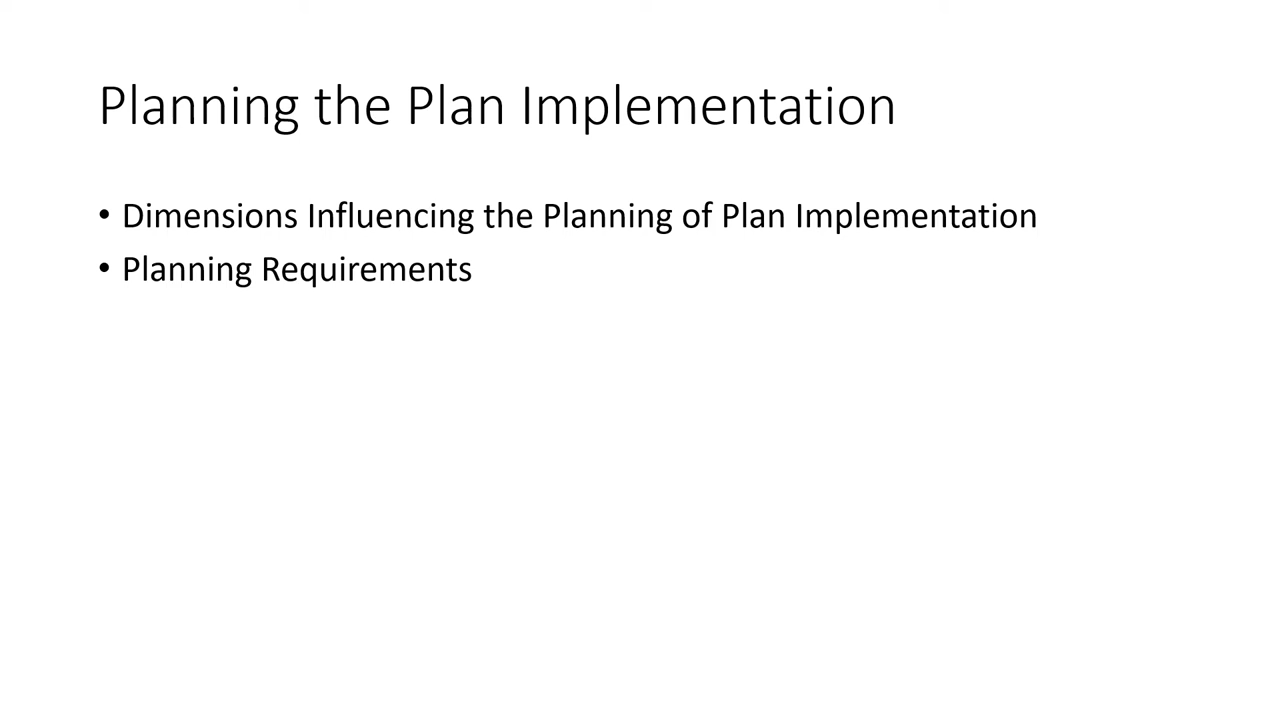 Planning the Plan Implementation
• Dimensions Influencing the Planning of Plan Implementation
• Planning Requirements